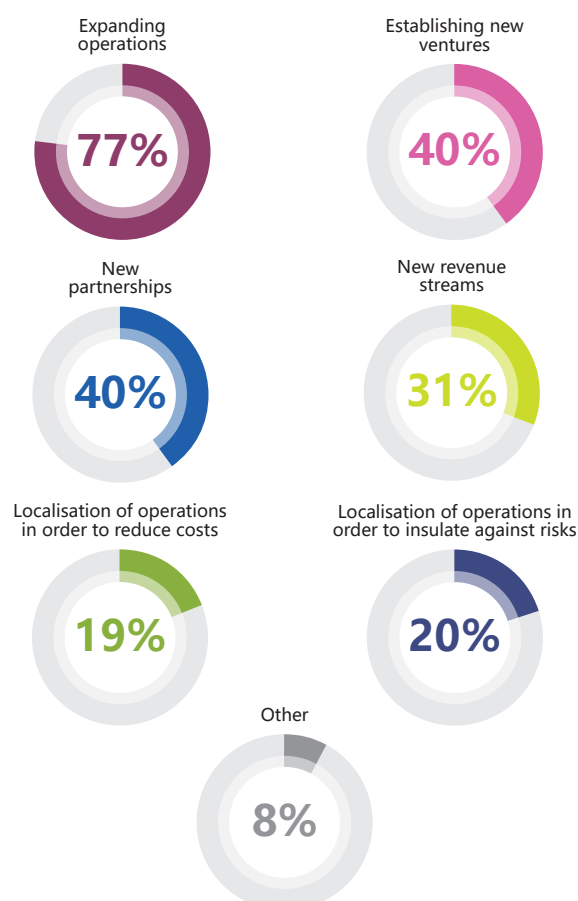 Expanding
operations
77%
Establishing new
ventures
40%
New
partnerships
40%
New revenue
streams
31%
Localisation of operations
in order to reduce costs
19%
Localisation of operations in
order to insulate against risks
20%
Other
8%